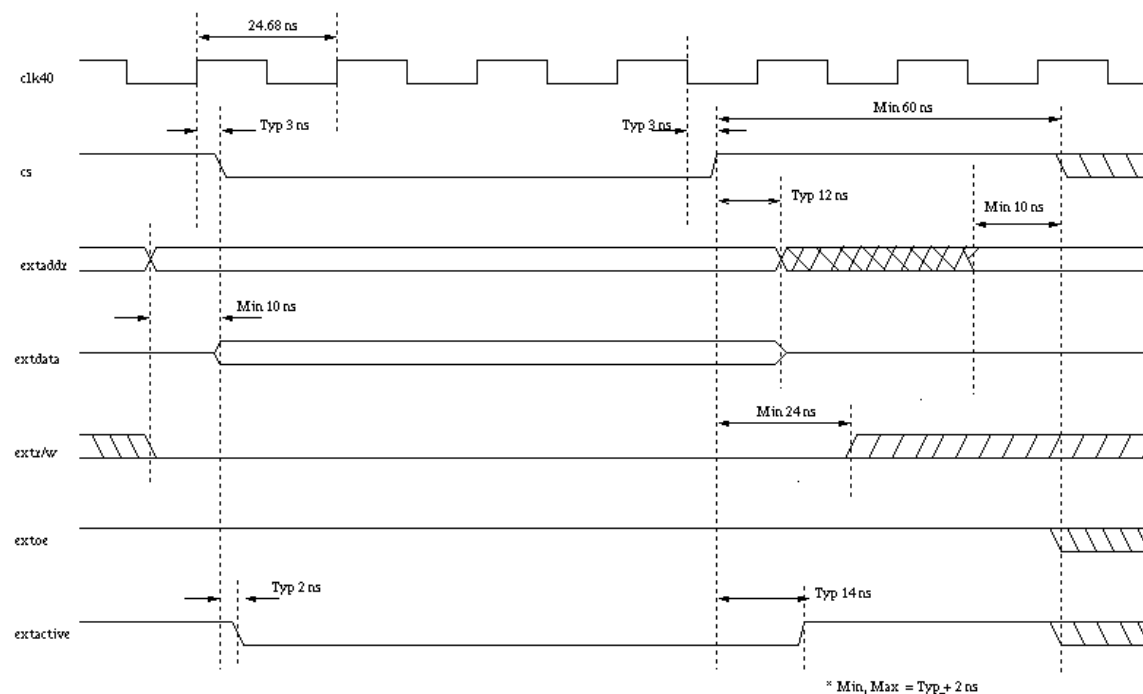 24.68 ns
clk40
Min 60 ns
Typ 3 ns
Typ 3 ns
cs
Typ 12 ns
Min 10 ns
extaddr
Min 10 ns
extdata
Min 24 ns
extr/w
extoe
Typ 2 ns
Typ 14 ns
extactive
* Min, Max = Typ + 2 ns